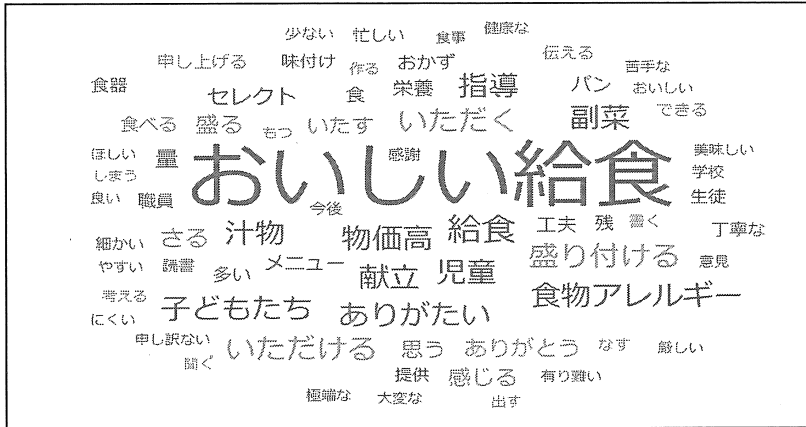 少ない 忙しい 食事 健康な
申し上げる 味付け 作る おかず 伝える 苦手な
食器 セレクト 食 栄養 指導 パン おいしい
食べる 盛る もつ いたす いただく 副菜 できる
ほしい 量 おいしい給食 感謝 美味しい
しまう 学校
良い 職員 今後 生徒
細かい さる 汁物 物価高 給食 工夫 残 書く 丁寧な
やすい 読書 多い メニュー 献立 児童 盛り付ける 意見
考える 子どもたち ありがたい 食物アレルギー
にくい
申し訳ない いただける 思う ありがとう なす 厳しい
聞く 提供 感じる 有り難い
極端な 大変な 出す